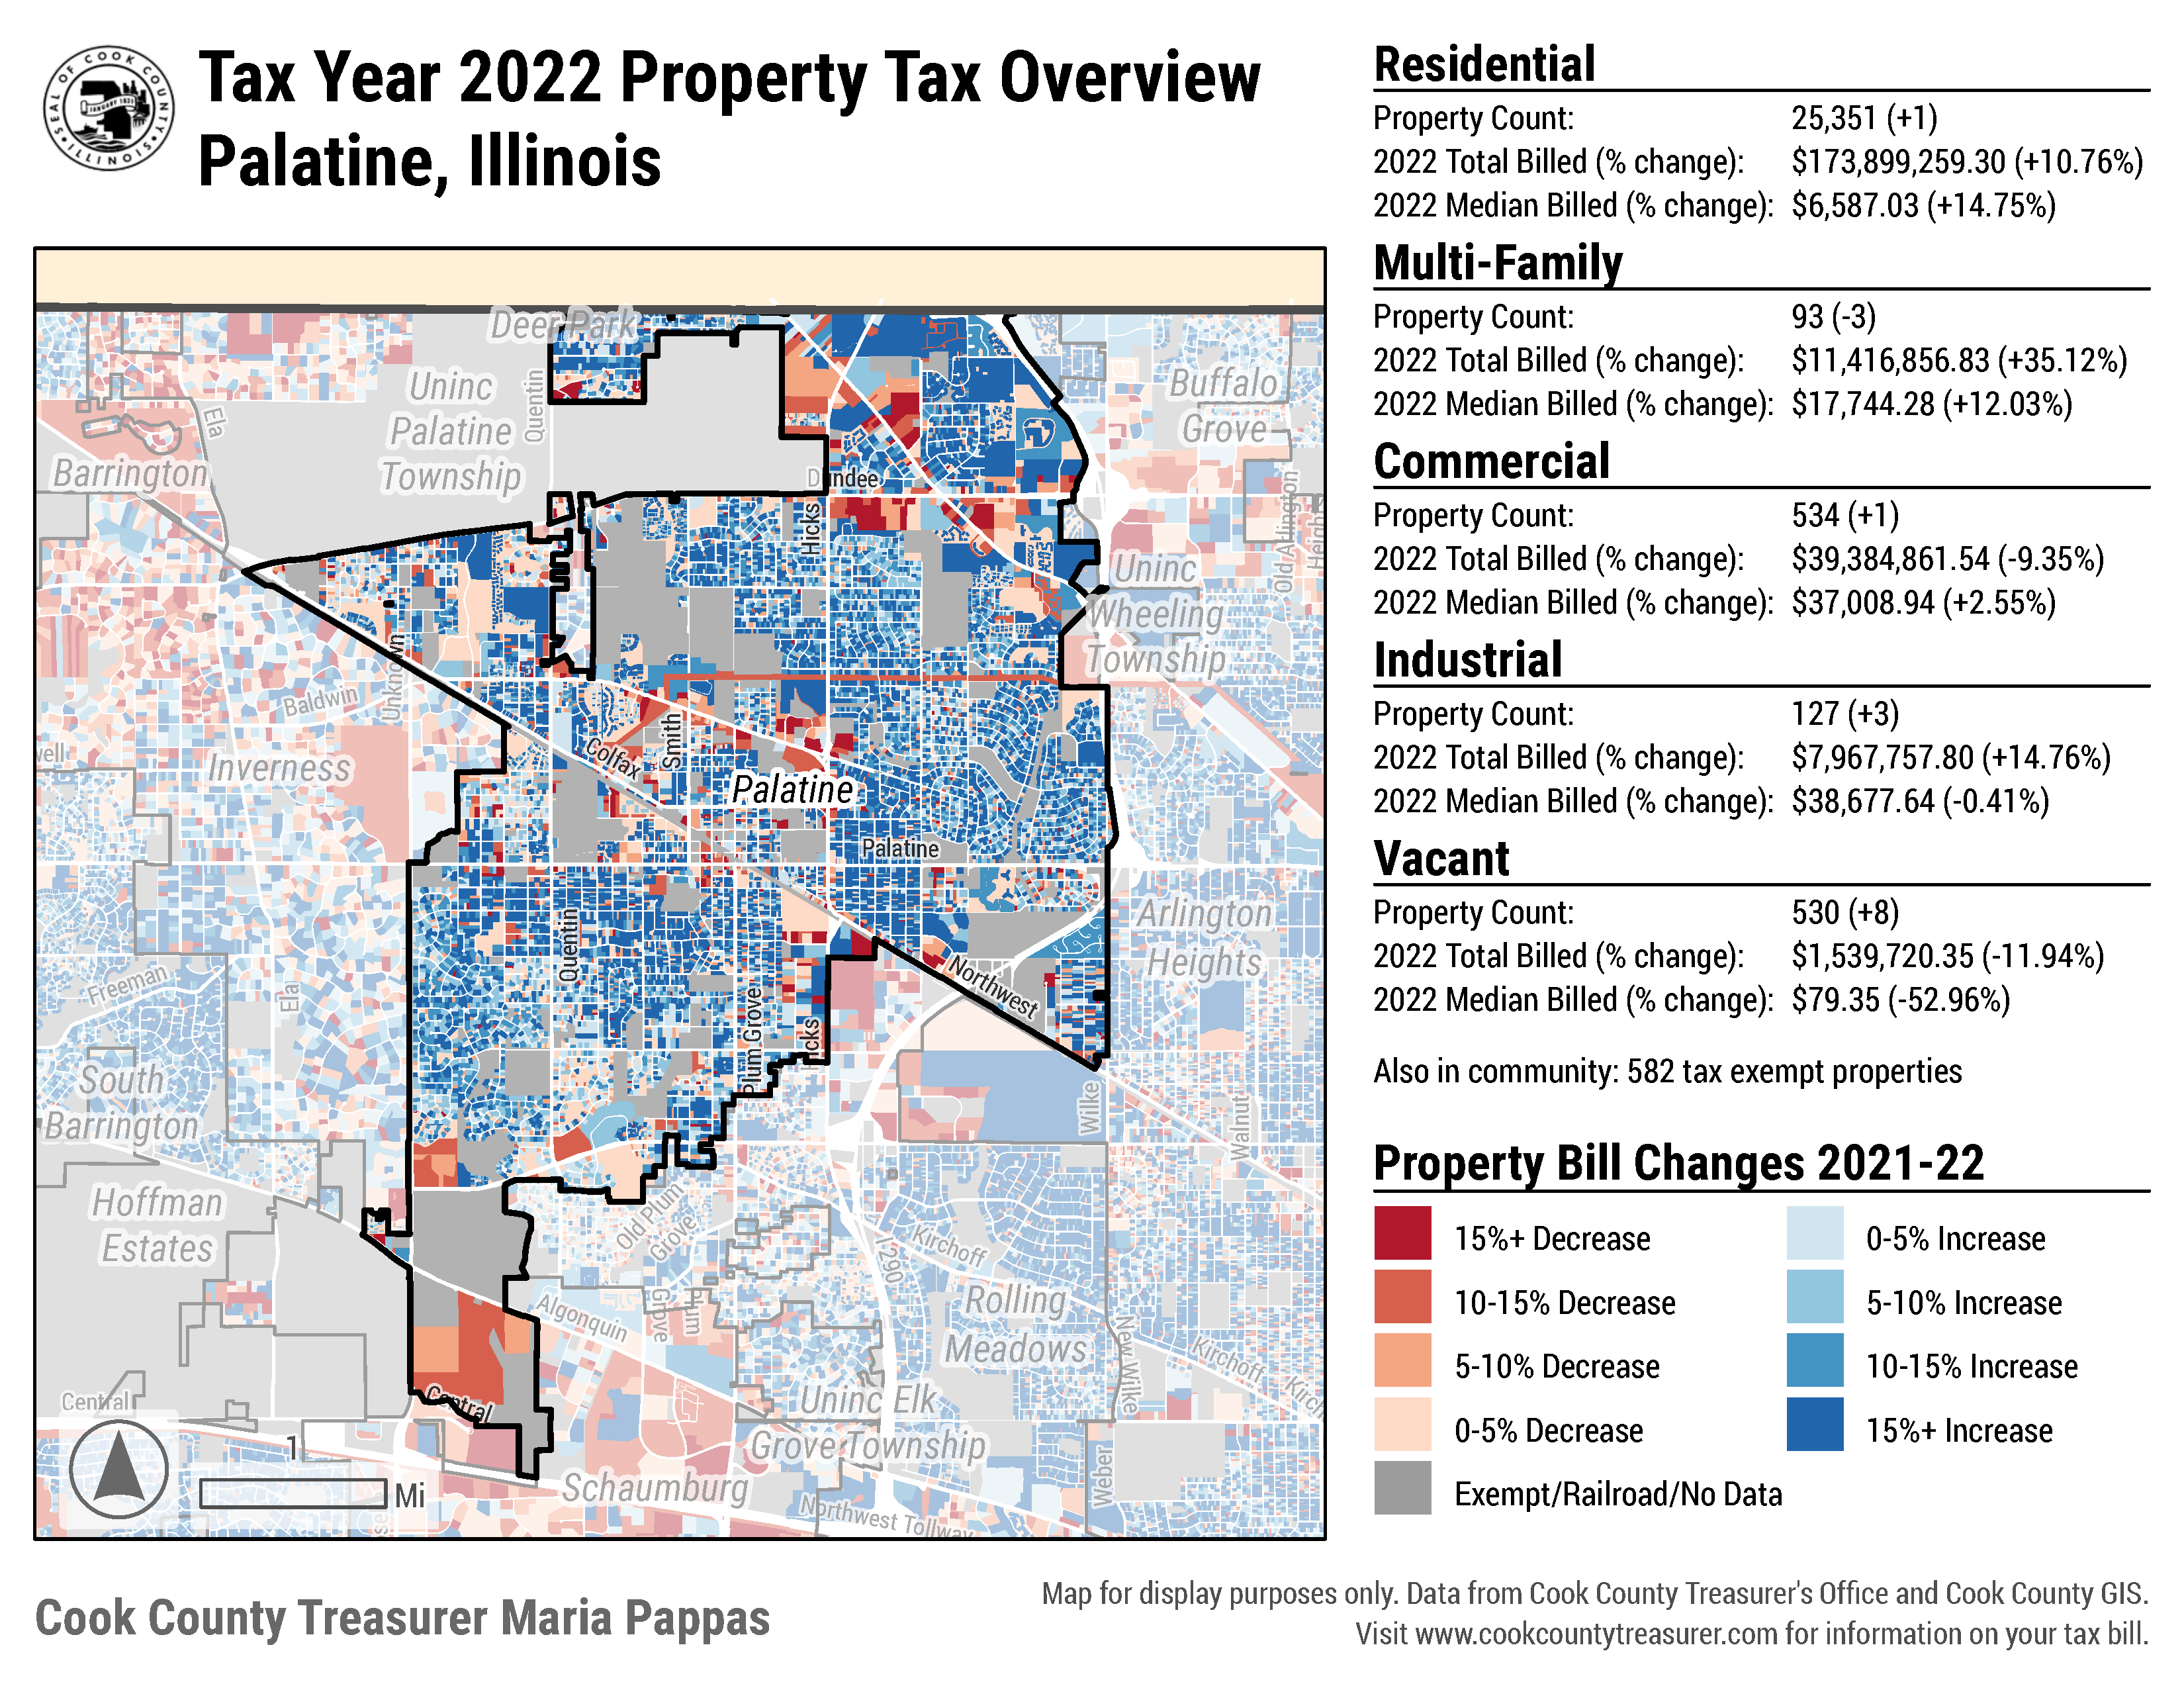 SEAL OF COOK COUNTY
ILLINOIS
JANUARY 1831
Tax Year 2022 Property Tax Overview
Palatine, Illinois
Residential
Property Count: 25,351 (+1)
2022 Total Billed (% change): $173,899,259.30 (+10.76%)
2022 Median Billed (% change): $6,587.03 (+14.75%)
Multi-Family
Property Count: 93 (-3)
2022 Total Billed (% change): $11,416,856.83 (+35.12%)
2022 Median Billed (% change): $17,744.28 (+12.03%)
Commercial
Property Count: 534 (+1)
2022 Total Billed (% change): $39,384,861.54 (-9.35%)
2022 Median Billed (% change): $37,008.94 (+2.55%)
Industrial
Property Count: 127 (+3)
2022 Total Billed (% change): $7,967,757.80 (+14.76%)
2022 Median Billed (% change): $38,677.64 (-0.41%)
Vacant
Property Count: 530 (+8)
2022 Total Billed (% change): $1,539,720.35 (-11.94%)
2022 Median Billed (% change): $79.35 (-52.96%)
Also in community: 582 tax exempt properties
Property Bill Changes 2021-22
15%+ Decrease
0-5% Increase
10-15% Decrease
5-10% Increase
5-10% Decrease
10-15% Increase
0-5% Decrease
15%+ Increase
Exempt/Railroad/No Data
Deer Park
Uninc
Palatine
Township
Quentin
Ela
Barrington
Buffalo
Grove
Dundee
Hicks
Old Arlington
Heights
Uninc
Wheeling
Township
Unknown
Baldwin
Inverness
Colfax
Smith
Palatine
Palatine
Quentin
Arlington
Heights
Freeman
Ela
Northwest
Plum Grove
Hicks
South
Barrington
Wilke
Walnut
Hoffman
Estates
Old Plum
Grove
I 290
Kirchoff
Algonquin
Plum
Grove
Rolling
Meadows
New Wilke
Kirchoff
Central
Central
Uninc Elk
Grove Township
Schaumburg
Weber
Northwest Tollway
1
Mi
Cook County Treasurer Maria Pappas
Map for display purposes only. Data from Cook County Treasurer's Office and Cook County GIS.
Visit www.cookcountytreasurer.com for information on your tax bill.